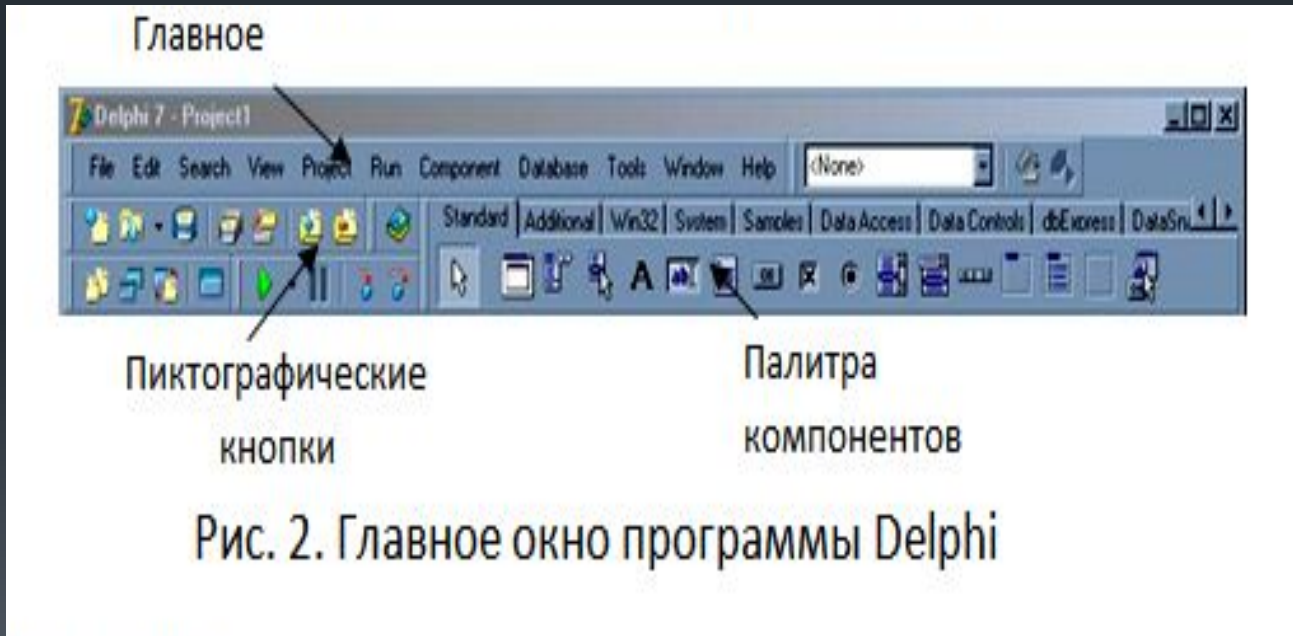 Главное
Delphi 7 - Project1
File Edit Search View Project Run Component Database Tools Window Help <None>
Standard Additional Win32 System Samples Data Access Data Controls dbExpress
Пиктографические
кнопки
Палитра
компонентов
Рис. 2. Главное окно программы Delphi